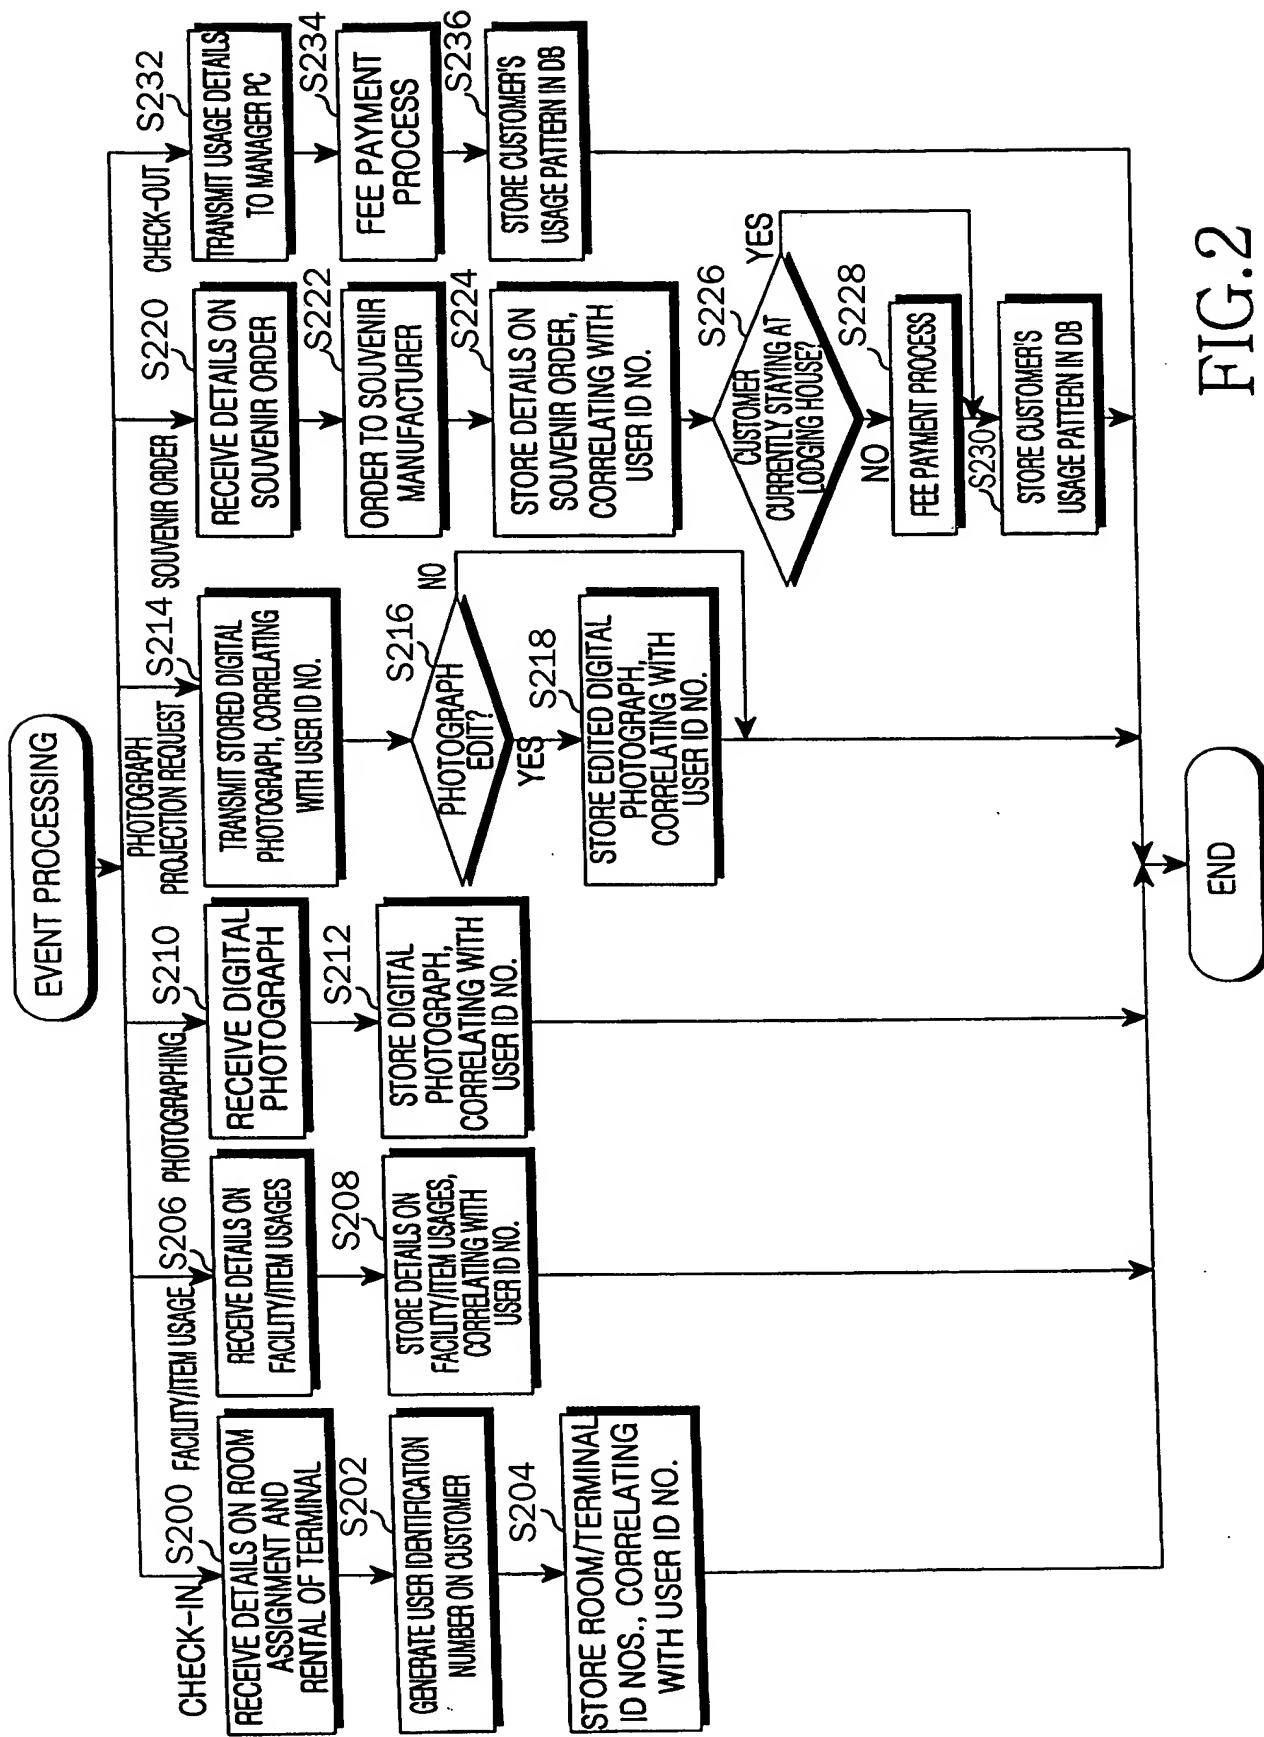 EVENT PROCESSING
CHECK-IN
S200
RECEIVE DETAILS ON ROOM
ASSIGNMENT AND
RENTAL OF TERMINAL
S202
GENERATE USER IDENTIFICATION
NUMBER ON CUSTOMER
S204
STORE ROOM/TERMINAL
ID NOS., CORRELATING
WITH USER ID NO.
FACILITY/ITEM USAGE
S206
RECEIVE DETAILS ON
FACILITY/ITEM USAGES
S208
STORE DETAILS ON
FACILITY/ITEM USAGES,
CORRELATING WITH
USER ID NO.
PHOTOGRAPHING
S210
RECEIVE DIGITAL
PHOTOGRAPH
S212
STORE DIGITAL
PHOTOGRAPH,
CORRELATING WITH
USER ID NO.
PHOTOGRAPH
PROJECTION REQUEST
S214
TRANSMIT STORED DIGITAL
PHOTOGRAPH, CORRELATING
WITH USER ID NO.
S216
PHOTOGRAPH
EDIT?
NO
YES
S218
STORE EDITED DIGITAL
PHOTOGRAPH,
CORRELATING WITH
USER ID NO.
SOUVENIR ORDER
S220
RECEIVE DETAILS ON
SOUVENIR ORDER
S222
ORDER TO SOUVENIR
MANUFACTURER
S224
STORE DETAILS ON
SOUVENIR ORDER,
CORRELATING WITH
USER ID NO.
S226
CUSTOMER
CURRENTLY STAYING AT
LODGING HOUSE?
YES
NO
S228
FEE PAYMENT PROCESS
S230
STORE CUSTOMER'S
USAGE PATTERN IN DB
CHECK-OUT
S232
TRANSMIT USAGE DETAILS
TO MANAGER PC
S234
FEE PAYMENT
PROCESS
S236
STORE CUSTOMER'S
USAGE PATTERN IN DB
END
FIG.2